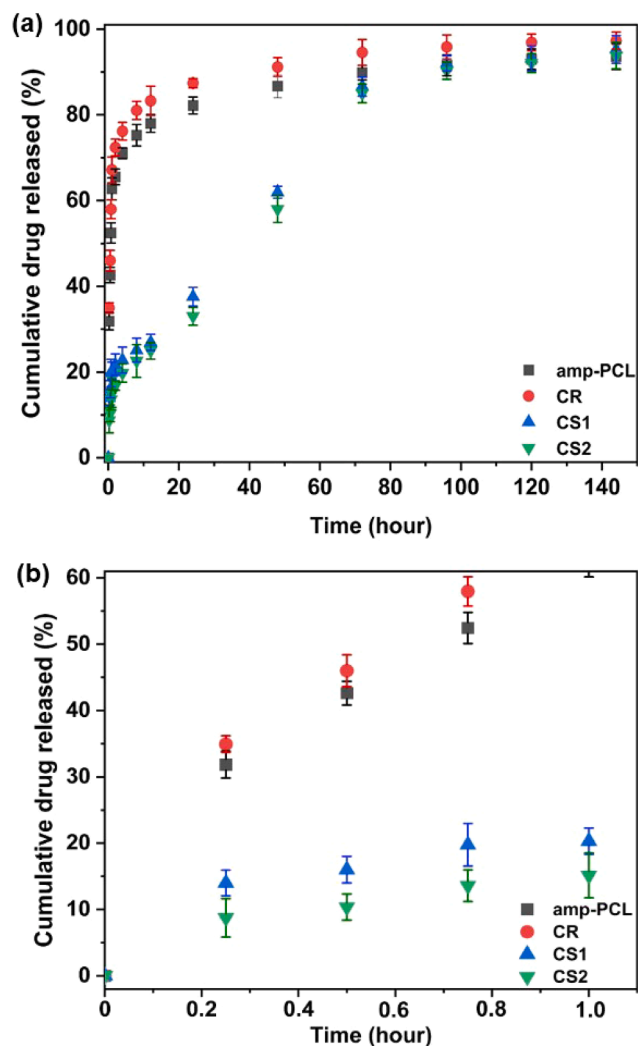 (a)
100
80
60
40
20
0
Cumulative drug released (%)
amp-PCL
CR
CS1
CS2
0 20 40 60 80 100 120 140
Time (hour)
(b)
60
50
40
30
20
10
0
Cumulative drug released (%)
amp-PCL
CR
CS1
CS2
0 0.2 0.4 0.6 0.8 1.0
Time (hour)